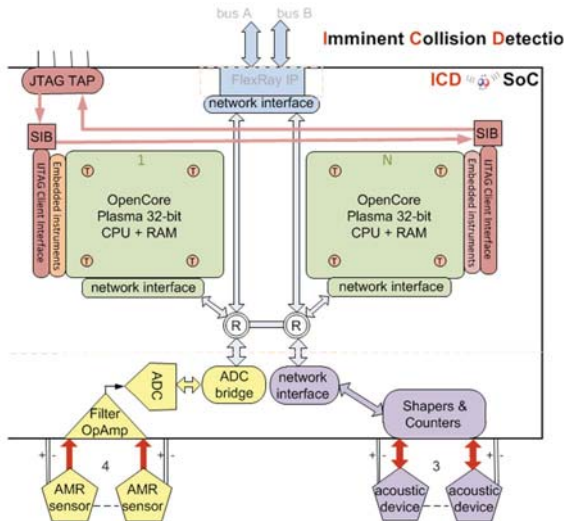 bus A
bus B
Imminent Collision Detectio
JTAG TAP
FlexRay IP
ICD SoC
network interface
SIB
SIB
1
N
T
T
T
T
IJTAG Client Interface
Embedded instruments
OpenCore
Plasma 32-bit
CPU + RAM
OpenCore
Plasma 32-bit
CPU + RAM
Embedded instruments
IJTAG Client Interface
T
T
T
T
network interface
network interface
R
R
ADC
ADC
bridge
network
interface
Filter
OpAmp
Shapers &
Counters
+
-
4
+
-
+
-
3
+
-
AMR
sensor
AMR
sensor
acoustic
device
acoustic
device